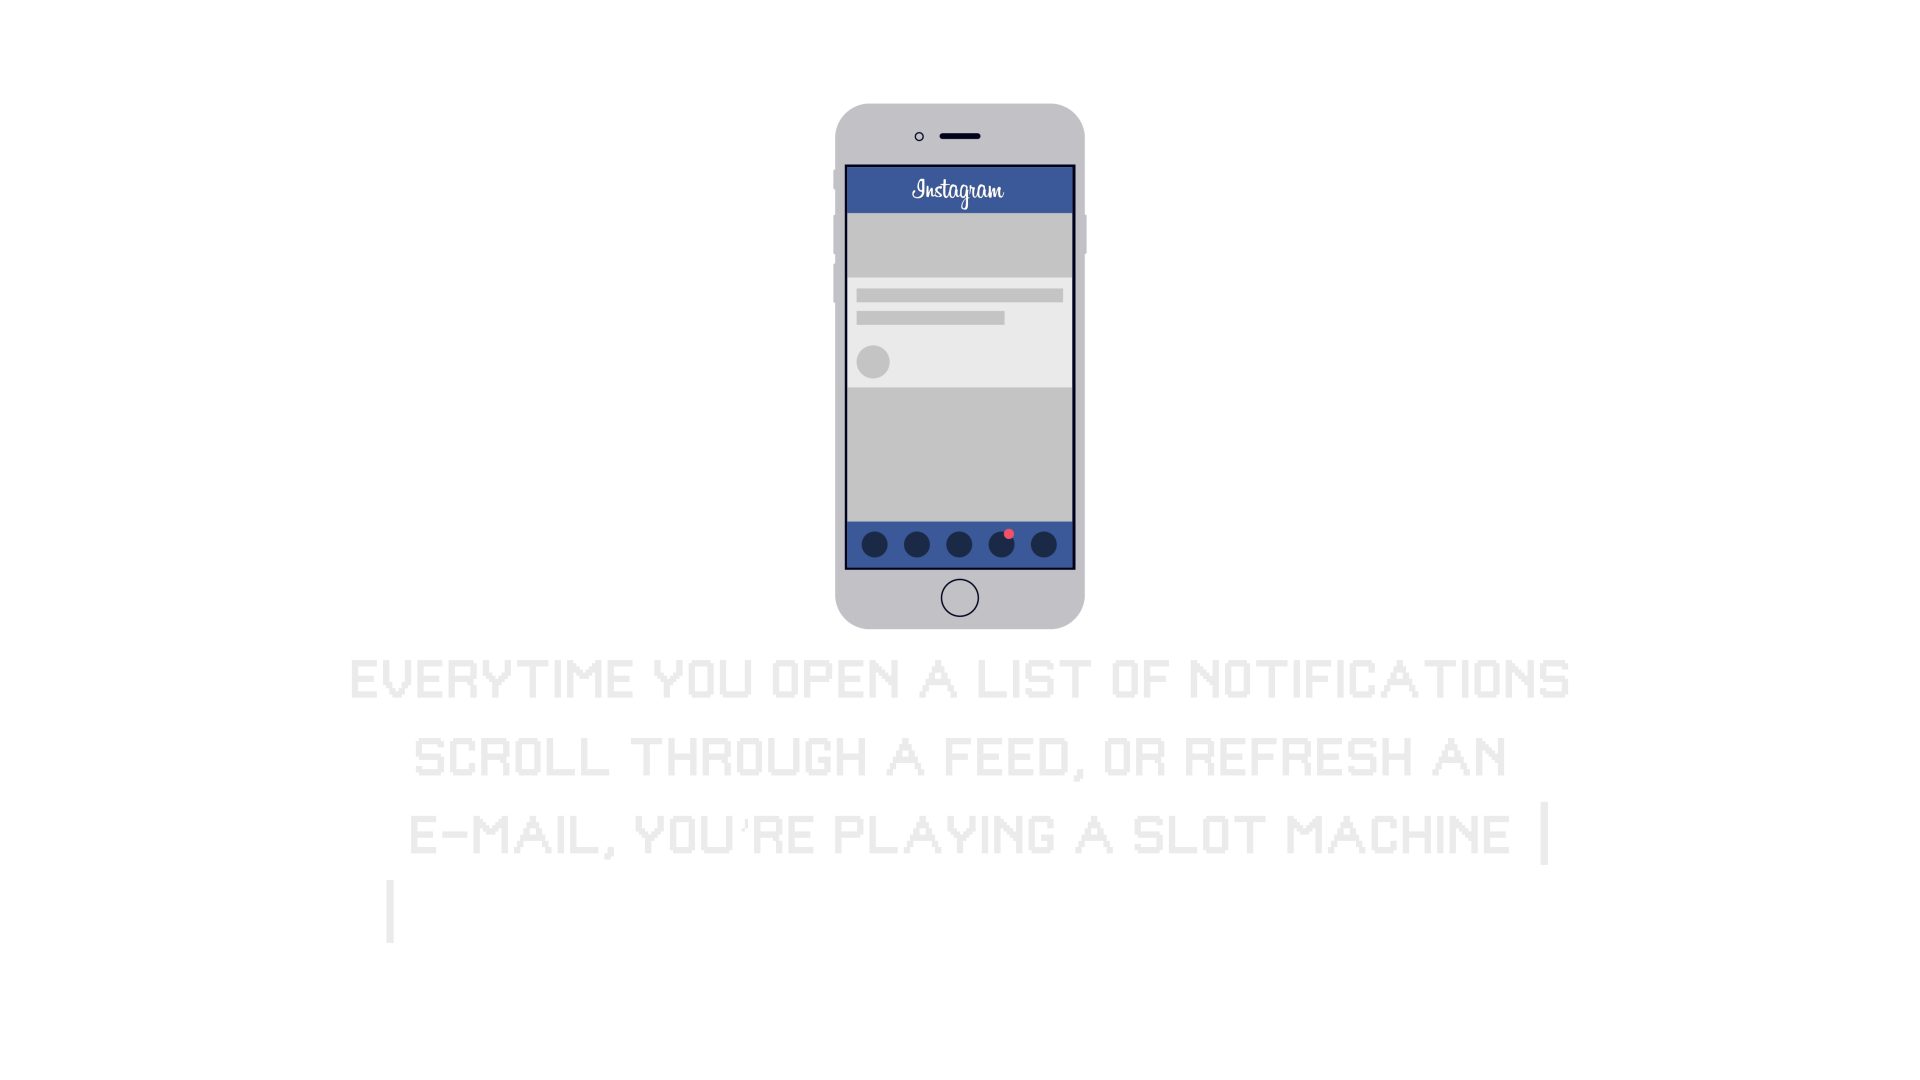 Instagram
EVERYTIME YOU OPEN A LIST OF NOTIFICATIONS
SCROLL THROUGH A FEED, OR REFRESH AN
E-MAIL, YOU'RE PLAYING A SLOT MACHINE |
|